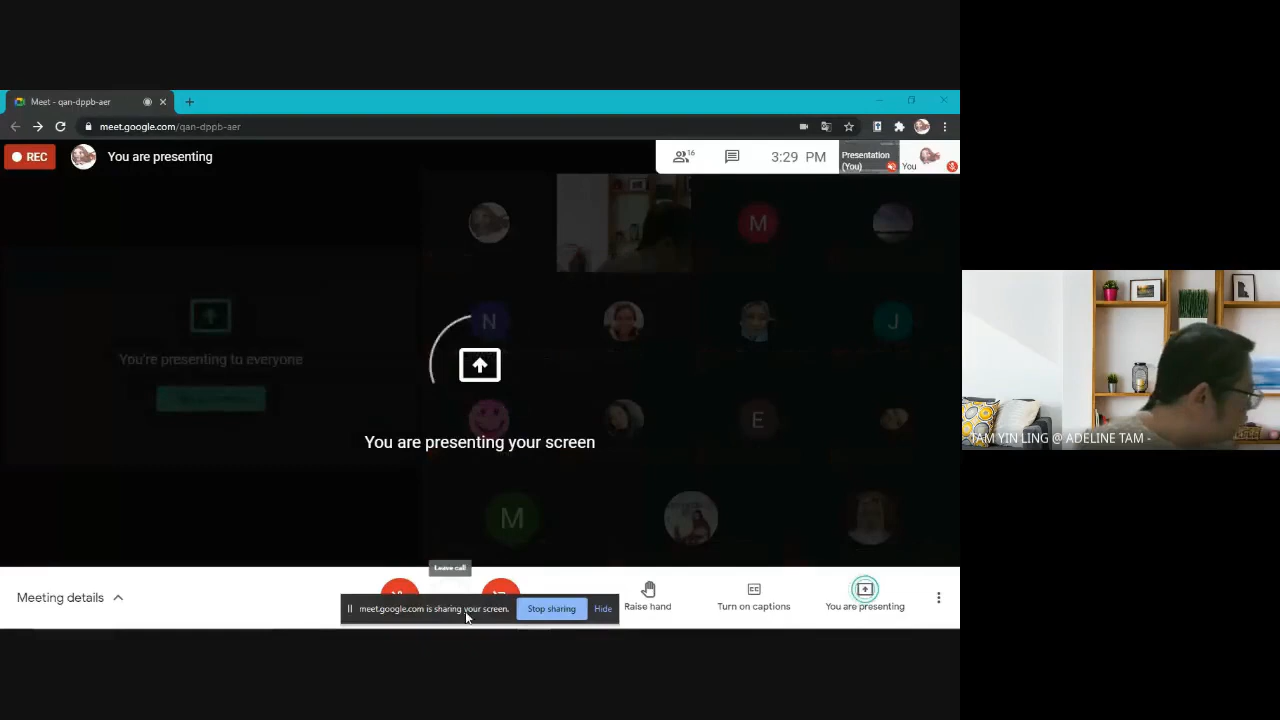 Meet - qan-dppb-aer
meet.google.com/qan-dppb-aer
REC
You are presenting
16
3:29 PM
Presentation
(You)
You
M
N
J
You're presenting to everyone
E
You are presenting your screen
M
TAM YIN LING @ ADELINE TAM -
Leave call
Meeting details
meet.google.com is sharing your screen.
Stop sharing
Hide
Raise hand
Turn on captions
You are presenting